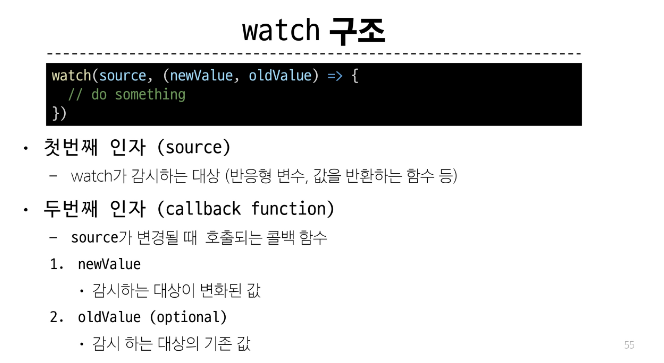 watch 구조
watch(source, (newValue, oldValue) => {
// do something
})
• 첫번째 인자 (source)
– watch가 감시하는 대상 (반응형 변수, 값을 반환하는 함수 등)
• 두번째 인자 (callback function)
– source가 변경될 때 호출되는 콜백 함수
1. newValue
• 감시하는 대상이 변화된 값
2. oldValue (optional)
• 감시 하는 대상의 기존 값
55